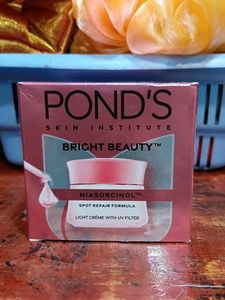 POND'S
SKIN INSTITUTE
BRIGHT BEAUTY™
NIASORCINOL™
SPOT REPAIR FORMULA
LIGHT CRÈME WITH UV FILTER